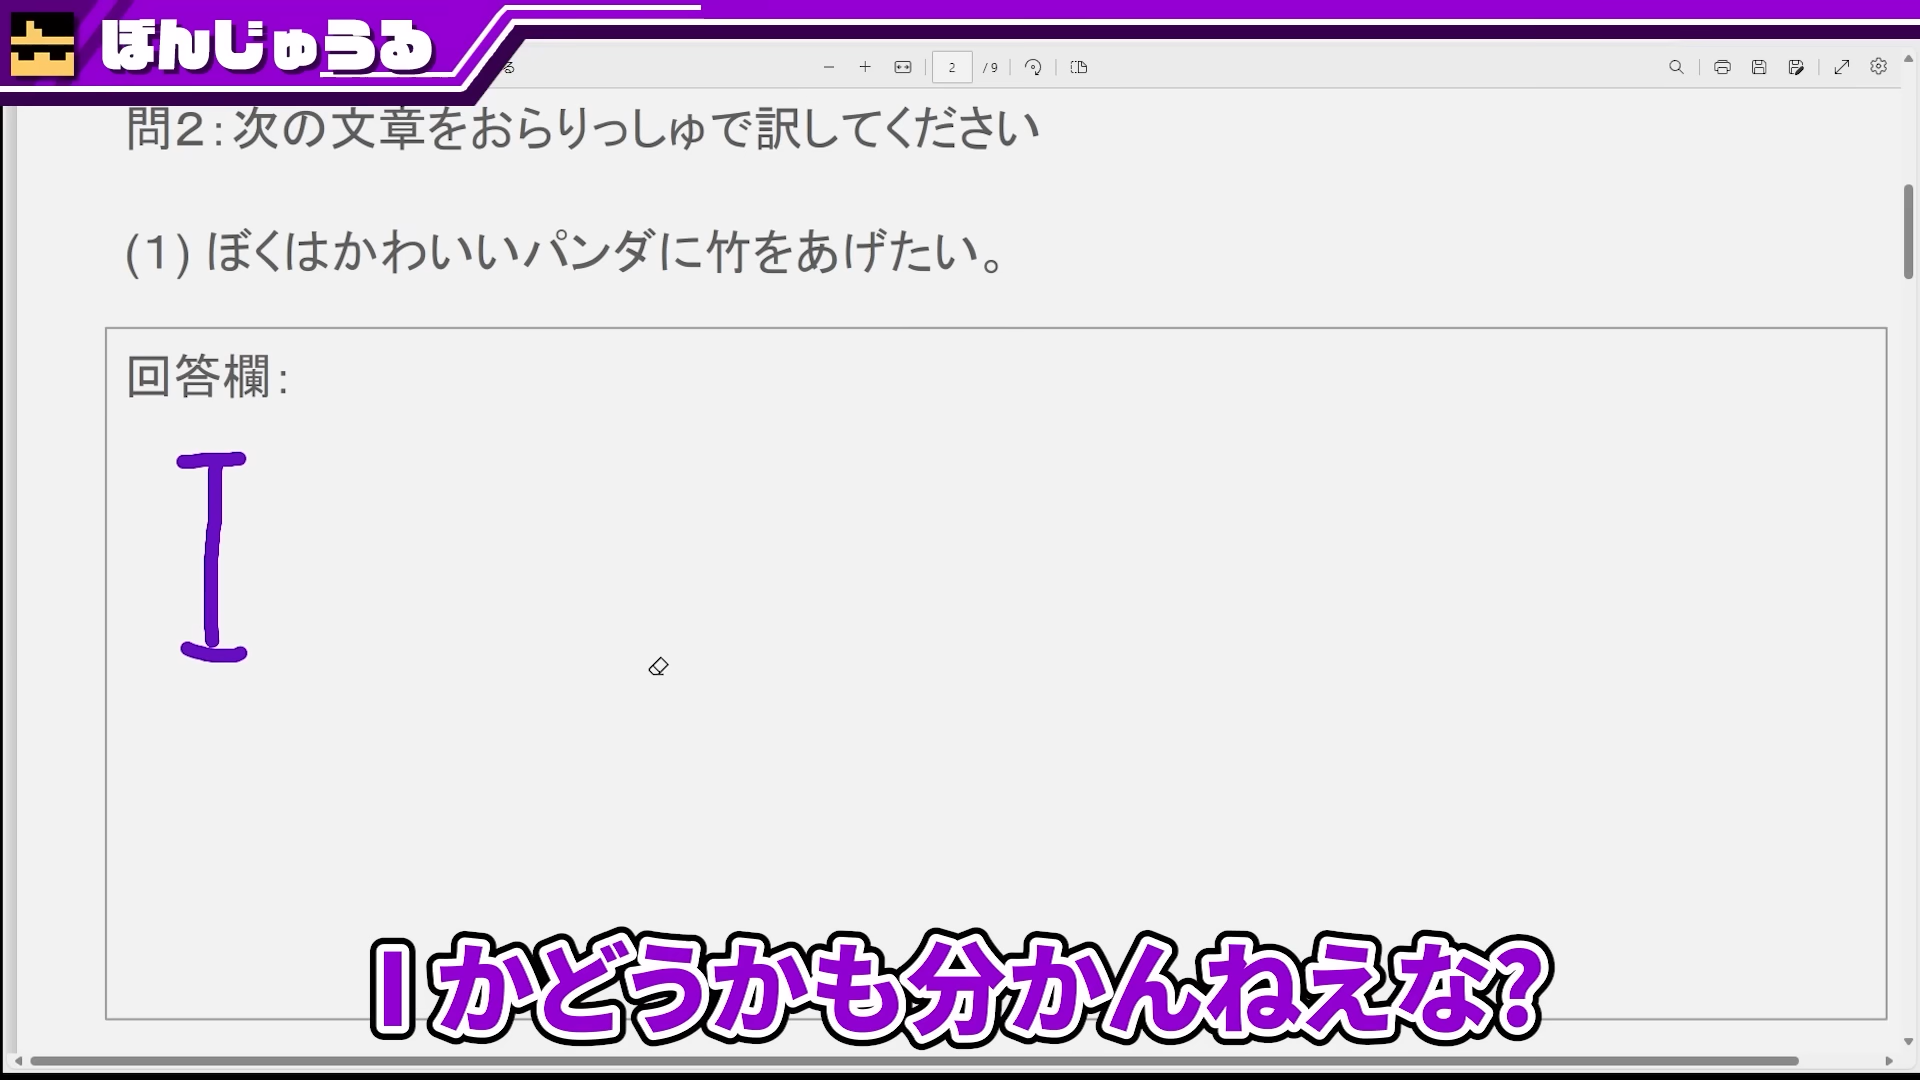 ぼんじゅうる
る
2 / 9
問2：次の文章をおらりっしゅで訳してください
(1) ぼくはかわいいパンダに竹をあげたい。
回答欄：
I
I かどうかも分かんねえな?